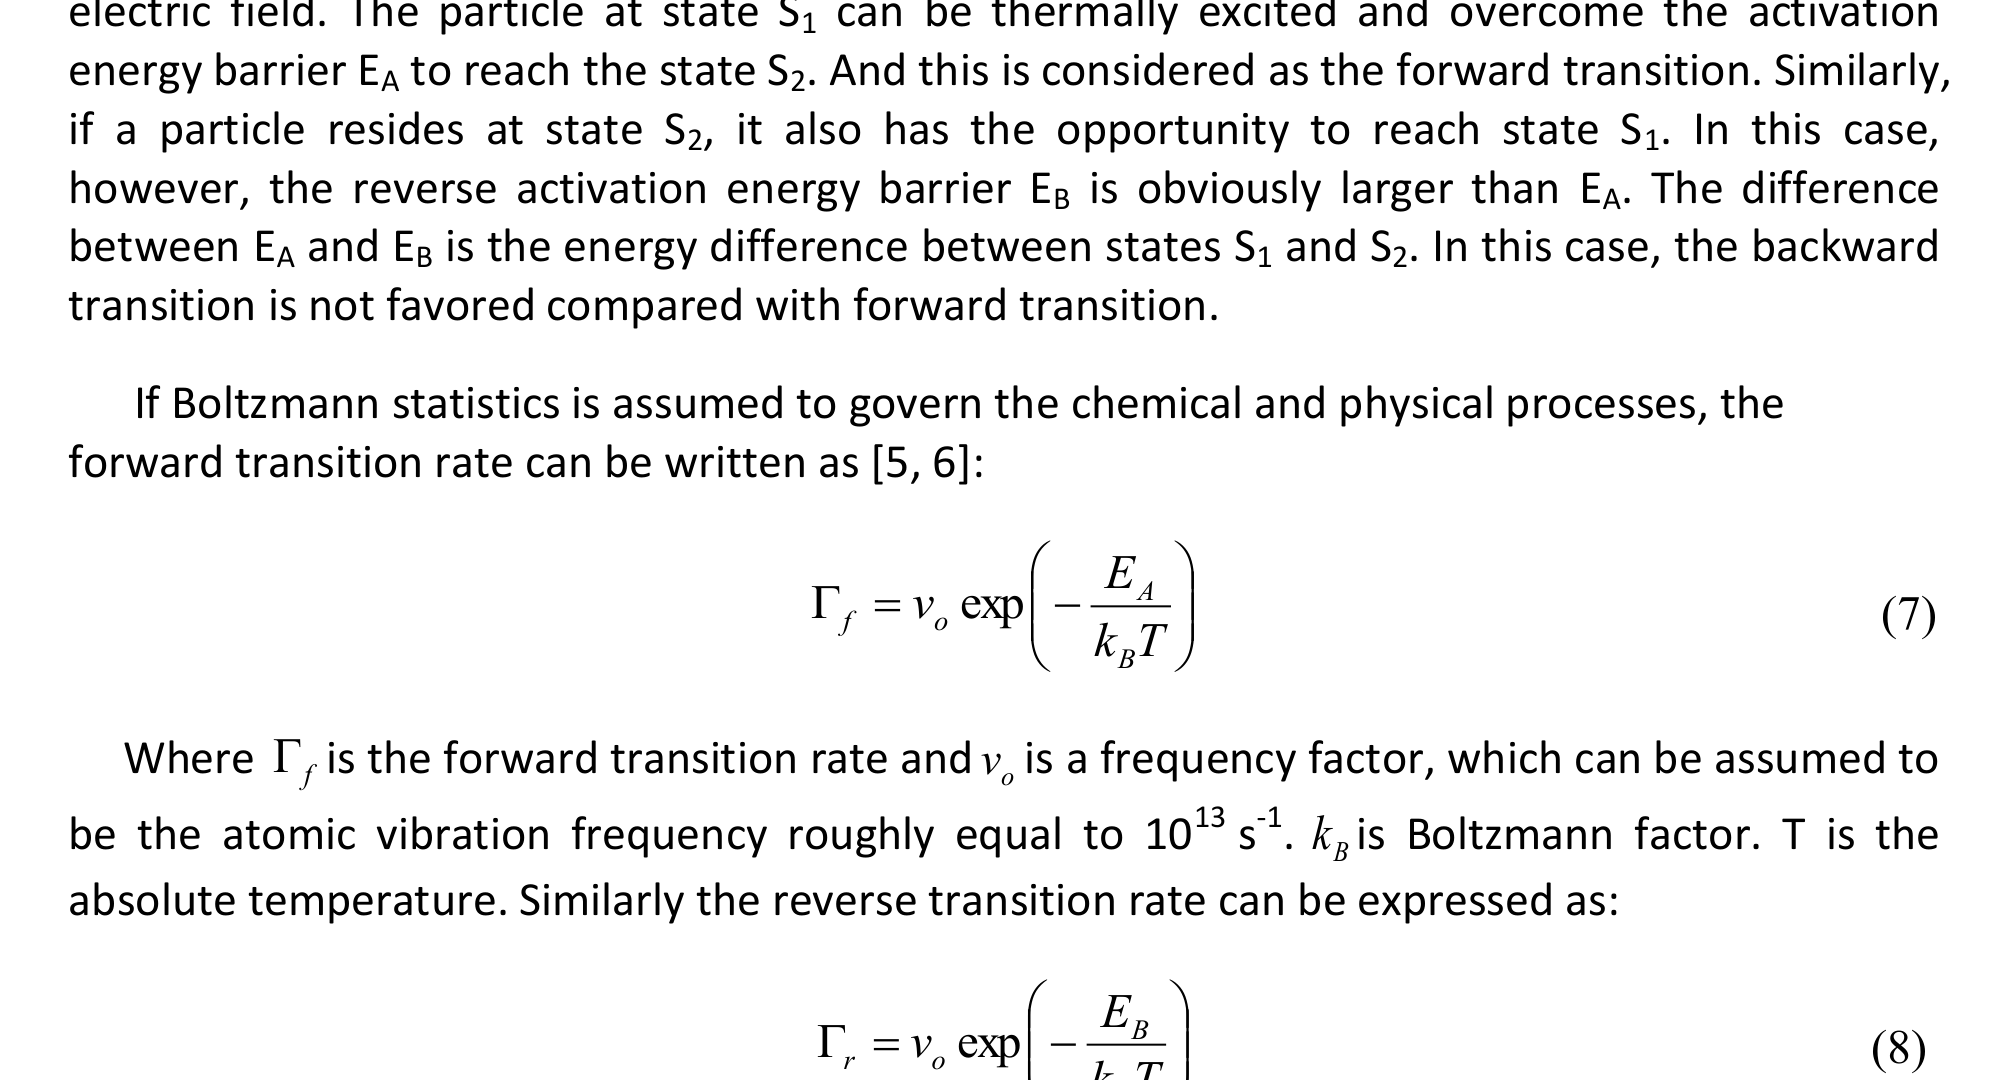 electric field. The particle at state S₁ can be thermally excited and overcome the activation
energy barrier E_A to reach the state S₂. And this is considered as the forward transition. Similarly,
if a particle resides at state S₂, it also has the opportunity to reach state S₁. In this case,
however, the reverse activation energy barrier E_B is obviously larger than E_A. The difference
between E_A and E_B is the energy difference between states S₁ and S₂. In this case, the backward
transition is not favored compared with forward transition.
If Boltzmann statistics is assumed to govern the chemical and physical processes, the
forward transition rate can be written as [5, 6]:
Γ_f = v_o exp(−E_A / k_B T) (7)
Where Γ_f is the forward transition rate and v_o is a frequency factor, which can be assumed to
be the atomic vibration frequency roughly equal to 10¹³ s⁻¹. k_B is Boltzmann factor. T is the
absolute temperature. Similarly the reverse transition rate can be expressed as:
Γ_r = v_o exp(−E_B / k_B T) (8)